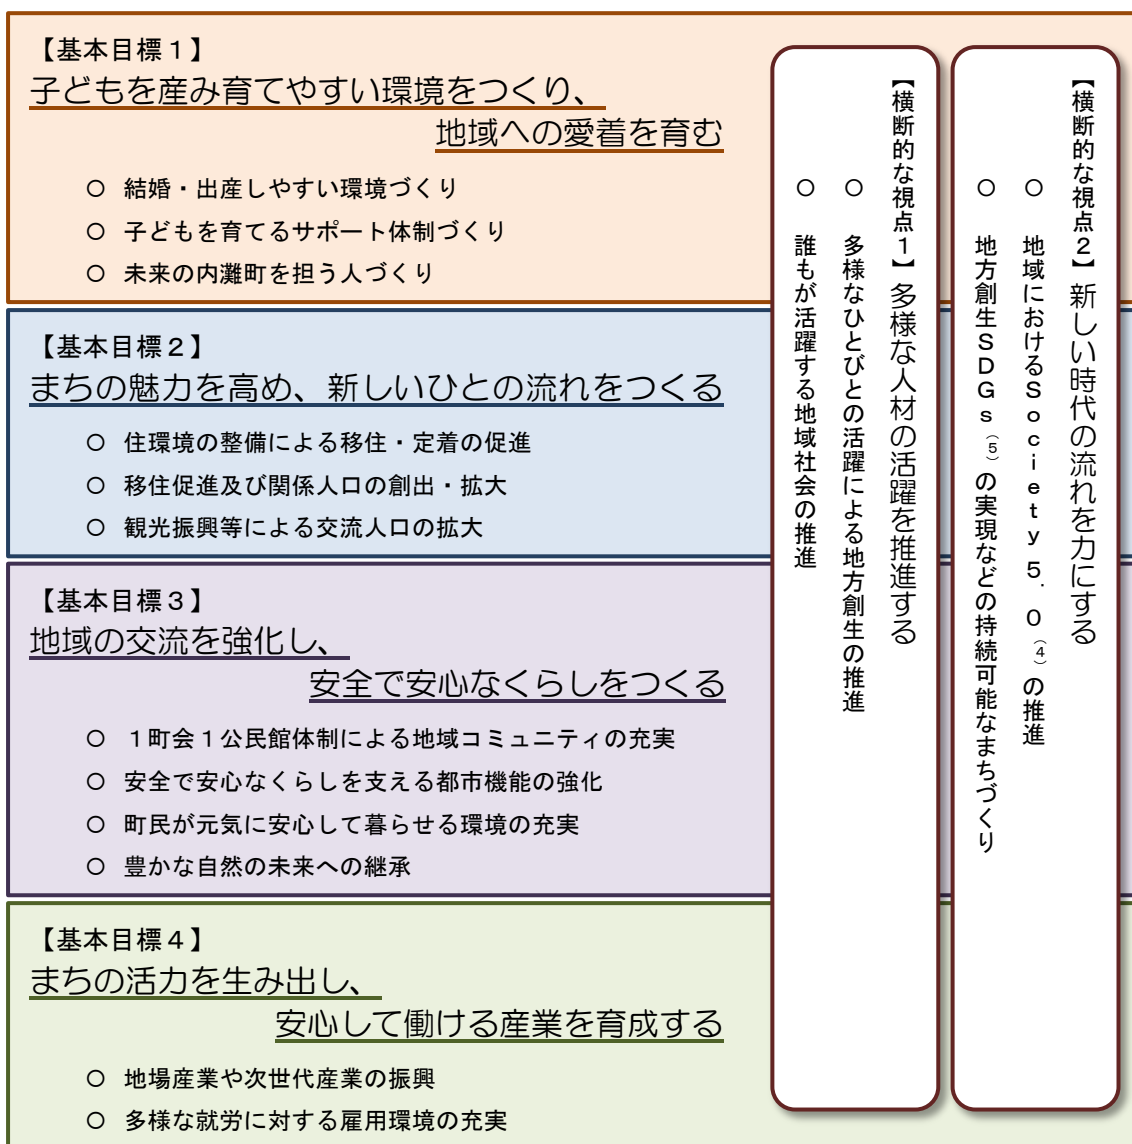 【基本目標１】
子どもを産み育てやすい環境をつくり、
地域への愛着を育む
○ 結婚・出産しやすい環境づくり
○ 子どもを育てるサポート体制づくり
○ 未来の内灘町を担う人づくり
【基本目標２】
まちの魅力を高め、新しいひとの流れをつくる
○ 住環境の整備による移住・定着の促進
○ 移住促進及び関係人口の創出・拡大
○ 観光振興等による交流人口の拡大
【基本目標３】
地域の交流を強化し、
安全で安心なくらしをつくる
○ １町会１公民館体制による地域コミュニティの充実
○ 安全で安心なくらしを支える都市機能の強化
○ 町民が元気に安心して暮らせる環境の充実
○ 豊かな自然の未来への継承
【基本目標４】
まちの活力を生み出し、
安心して働ける産業を育成する
○ 地場産業や次世代産業の振興
○ 多様な就労に対する雇用環境の充実
【横断的な視点１】多様な人材の活躍を推進する
○ 多様なひとびとの活躍による地方創生の推進
○ 誰もが活躍する地域社会の推進
【横断的な視点２】新しい時代の流れを力にする
○ 地域におけるＳｏｃｉｅｔｙ５．０（４）の推進
○ 地方創生ＳＤＧｓ（５）の実現などの持続可能なまちづくり